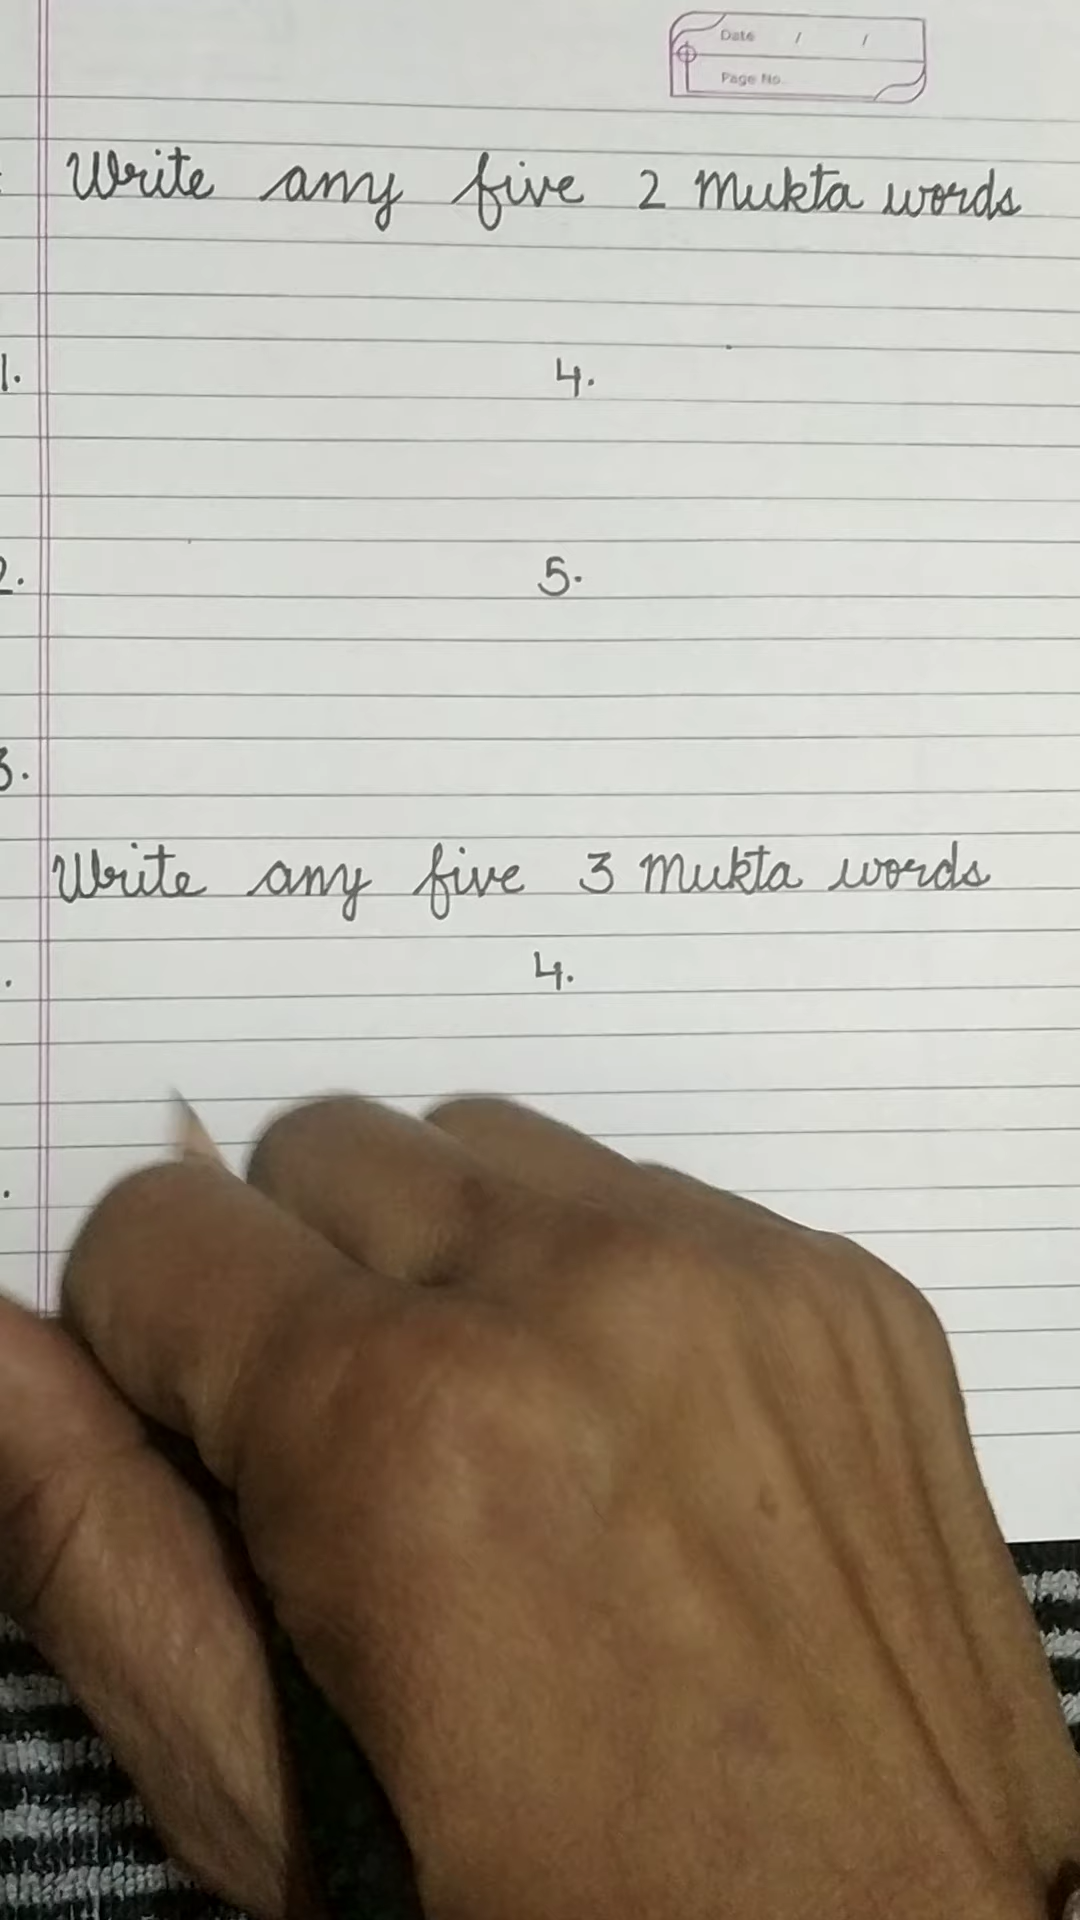 Date / /
Page No.
Write any five 2 mukta words
1. 4.
2. 5.
3.
Write any five 3 mukta words
4.